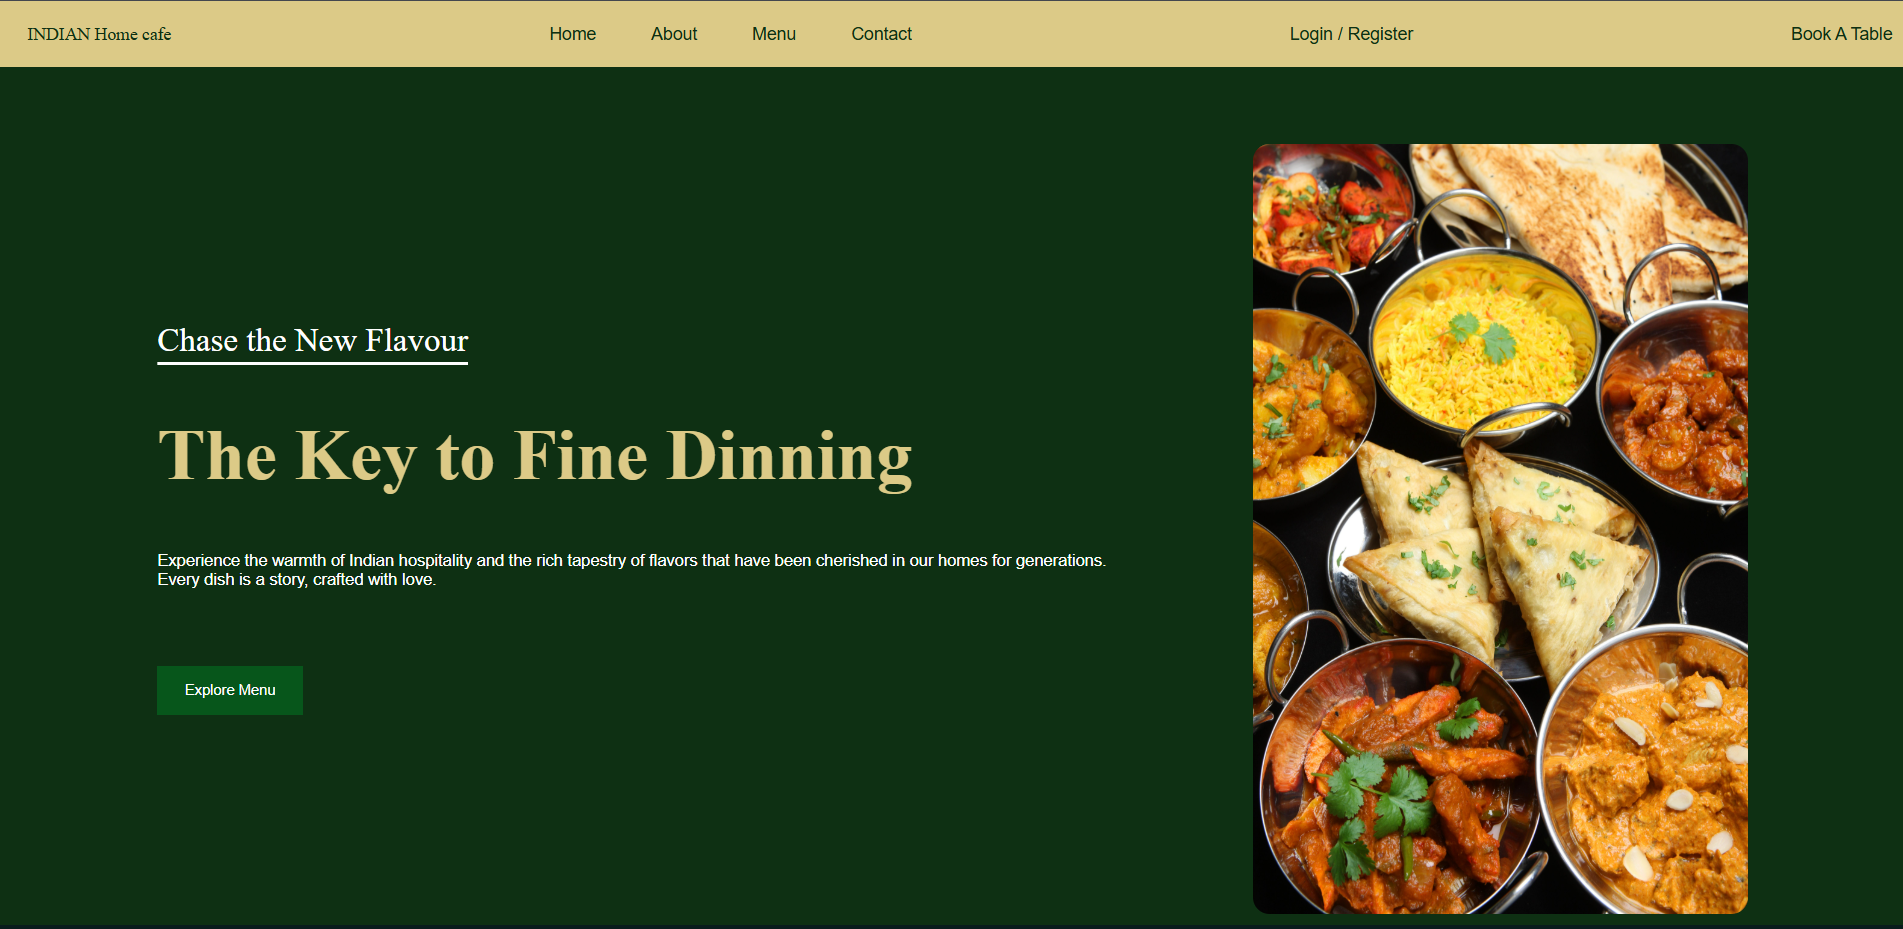 INDIAN Home cafe
Home
About
Menu
Contact
Login / Register
Book A Table
Chase the New Flavour
The Key to Fine Dinning
Experience the warmth of Indian hospitality and the rich tapestry of flavors that have been cherished in our homes for generations.
Every dish is a story, crafted with love.
Explore Menu